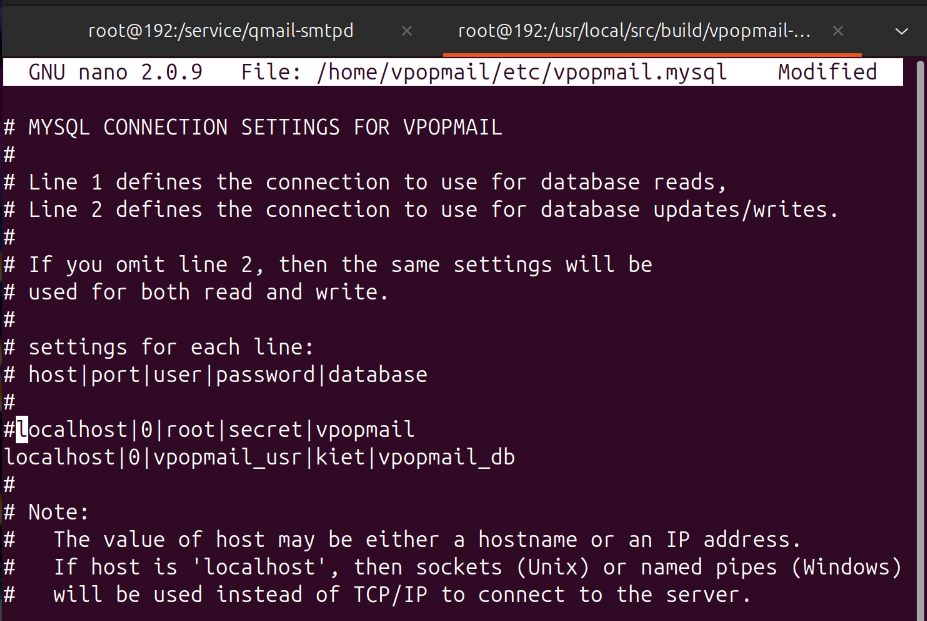 root@192:/service/qmail-smtpd × root@192:/usr/local/src/build/vpopmail-... ×
GNU nano 2.0.9 File: /home/vpopmail/etc/vpopmail.mysql Modified
# MYSQL CONNECTION SETTINGS FOR VPOPMAIL
#
# Line 1 defines the connection to use for database reads,
# Line 2 defines the connection to use for database updates/writes.
#
# If you omit line 2, then the same settings will be
# used for both read and write.
#
# settings for each line:
# host|port|user|password|database
#
#localhost|0|root|secret|vpopmail
localhost|0|vpopmail_usr|kiet|vpopmail_db
#
# Note:
#   The value of host may be either a hostname or an IP address.
#   If host is 'localhost', then sockets (Unix) or named pipes (Windows)
#   will be used instead of TCP/IP to connect to the server.